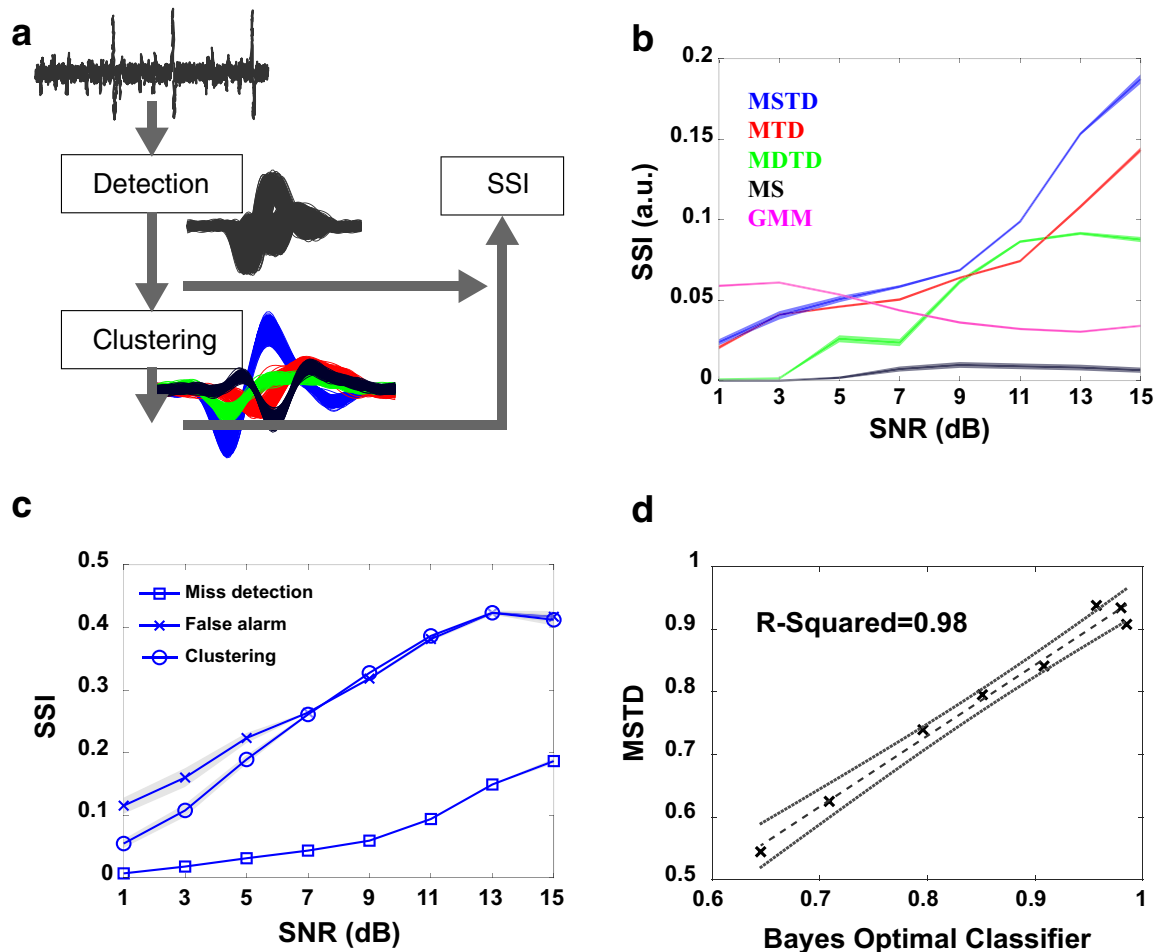 a
Detection
SSI
Clustering
b
0.2
0.15
0.1
0.05
0
SSI (a.u.)
MSTD
MTD
MDTD
MS
GMM
1 3 5 7 9 11 13 15
SNR (dB)
c
0.5
0.4
0.3
0.2
0.1
0
SSI
Miss detection
False alarm
Clustering
1 3 5 7 9 11 13 15
SNR (dB)
d
1
0.9
0.8
0.7
0.6
0.5
MSTD
R-Squared=0.98
0.6 0.7 0.8 0.9 1
Bayes Optimal Classifier